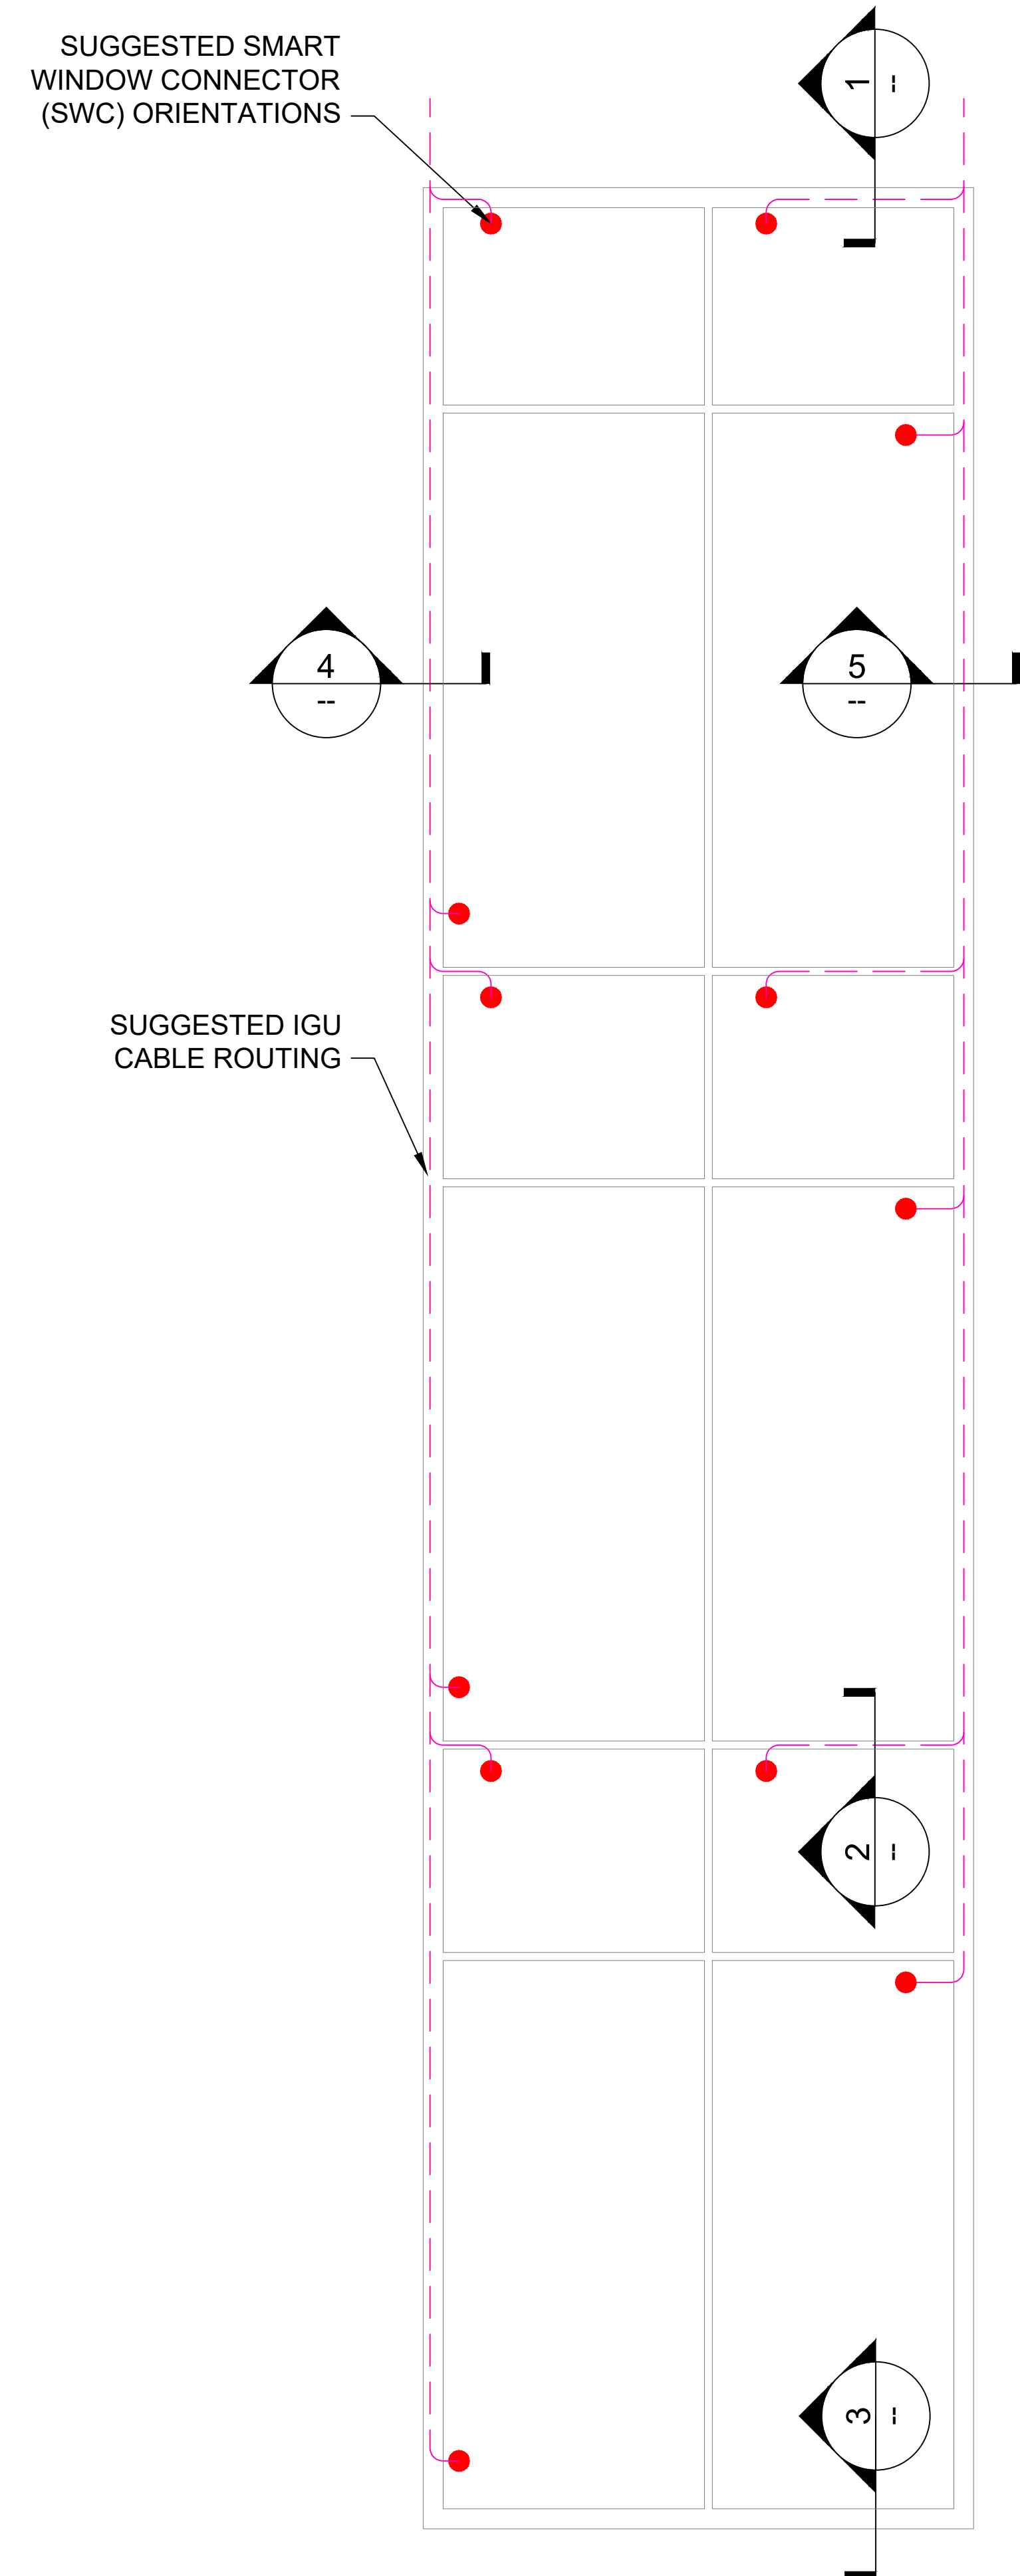 SUGGESTED SMART
WINDOW CONNECTOR
(SWC) ORIENTATIONS
1
--
4
--
5
--
SUGGESTED IGU
CABLE ROUTING
2
--
3
--